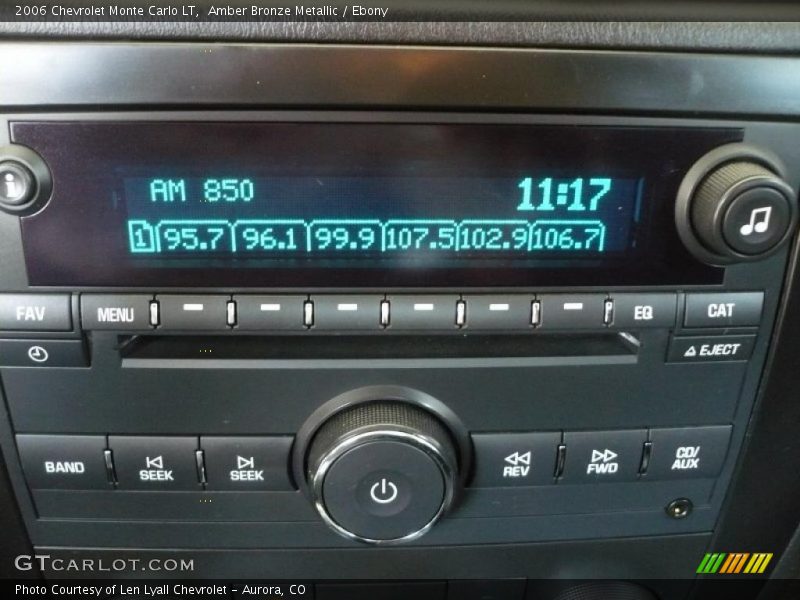 2006 Chevrolet Monte Carlo LT, Amber Bronze Metallic / Ebony
AM 850 11:17
1 95.7 96.1 99.9 107.5 102.9 106.7
i
FAV MENU EQ CAT
EJECT
BAND SEEK SEEK REV FWD CD/
AUX
GTCARLOT.COM
Photo Courtesy of Len Lyall Chevrolet - Aurora, CO